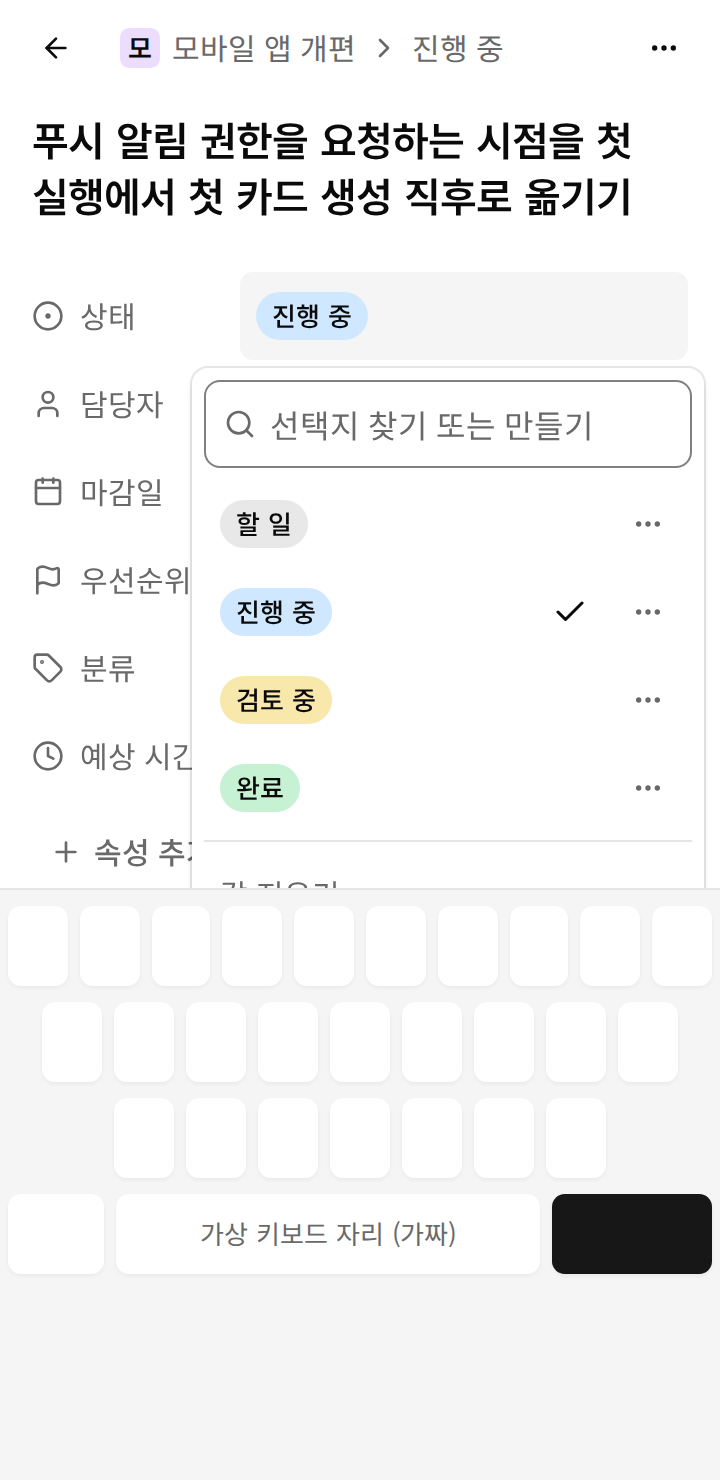 모 모바일 앱 개편 > 진행 중
푸시 알림 권한을 요청하는 시점을 첫
실행에서 첫 카드 생성 직후로 옮기기
상태 진행 중
담당자
선택지 찾기 또는 만들기
마감일
할 일
우선순위
진행 중
분류
검토 중
예상 시간
완료
속성 추가
가상 키보드 자리 (가짜)